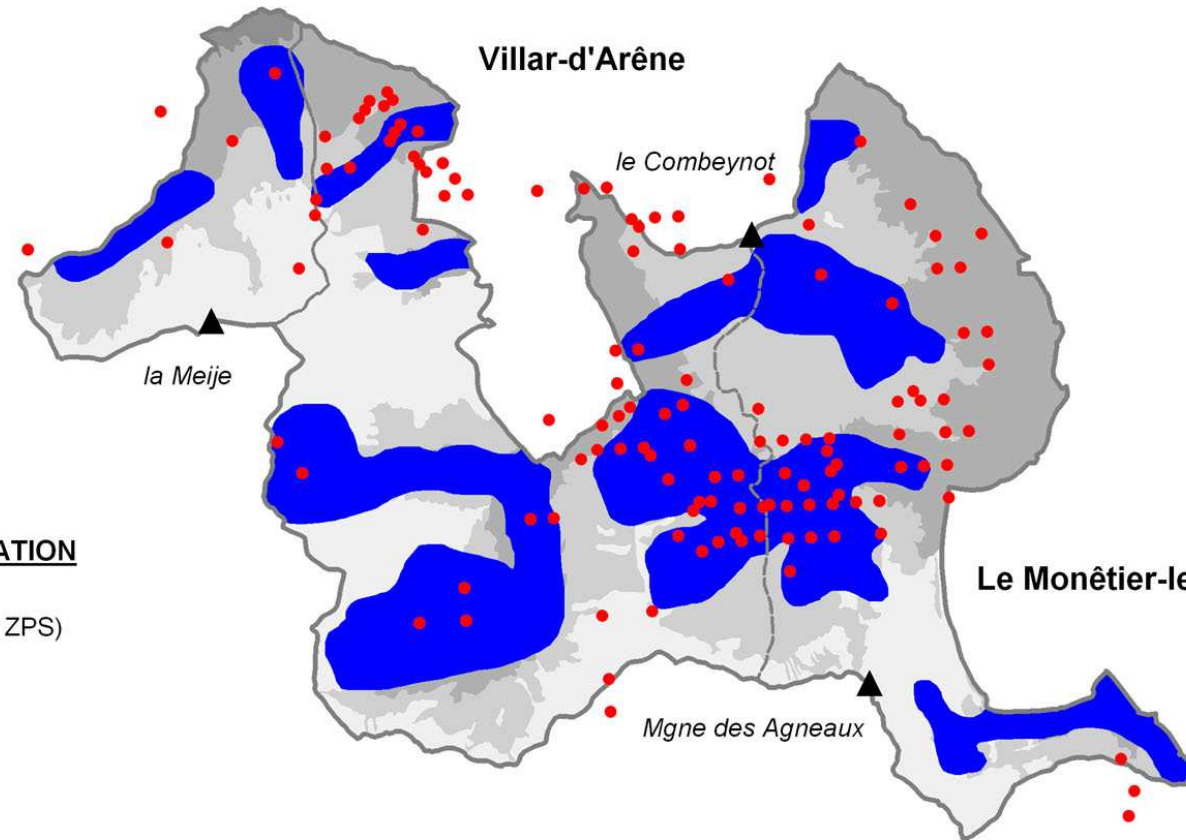 Villar-d'Arêne
le Combeynot
la Meije
ATION
Le Monêtier-le
ZPS)
Mgne des Agneaux